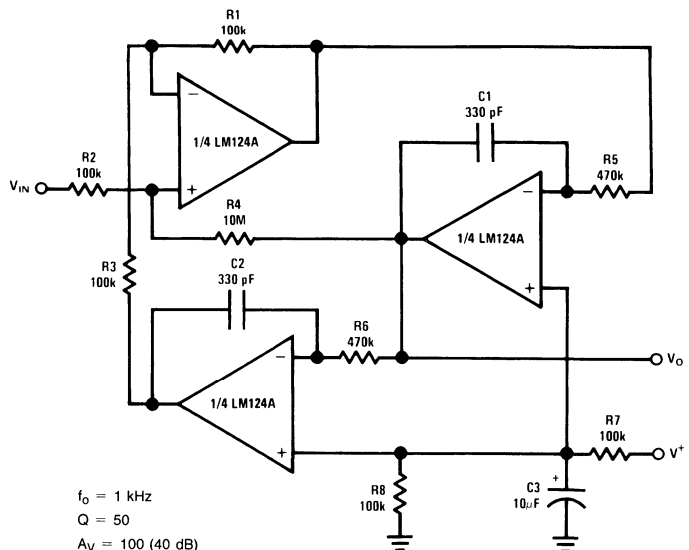 R1
100k
−
1/4 LM124A
+
VIN
R2
100k
R4
10M
C1
330 pF
−
R5
470k
1/4 LM124A
+
R3
100k
C2
330 pF
−
R6
470k
1/4 LM124A
+
VO
R7
100k
V+
R8
100k
+
C3
10µF
fo = 1 kHz
Q = 50
AV = 100 (40 dB)